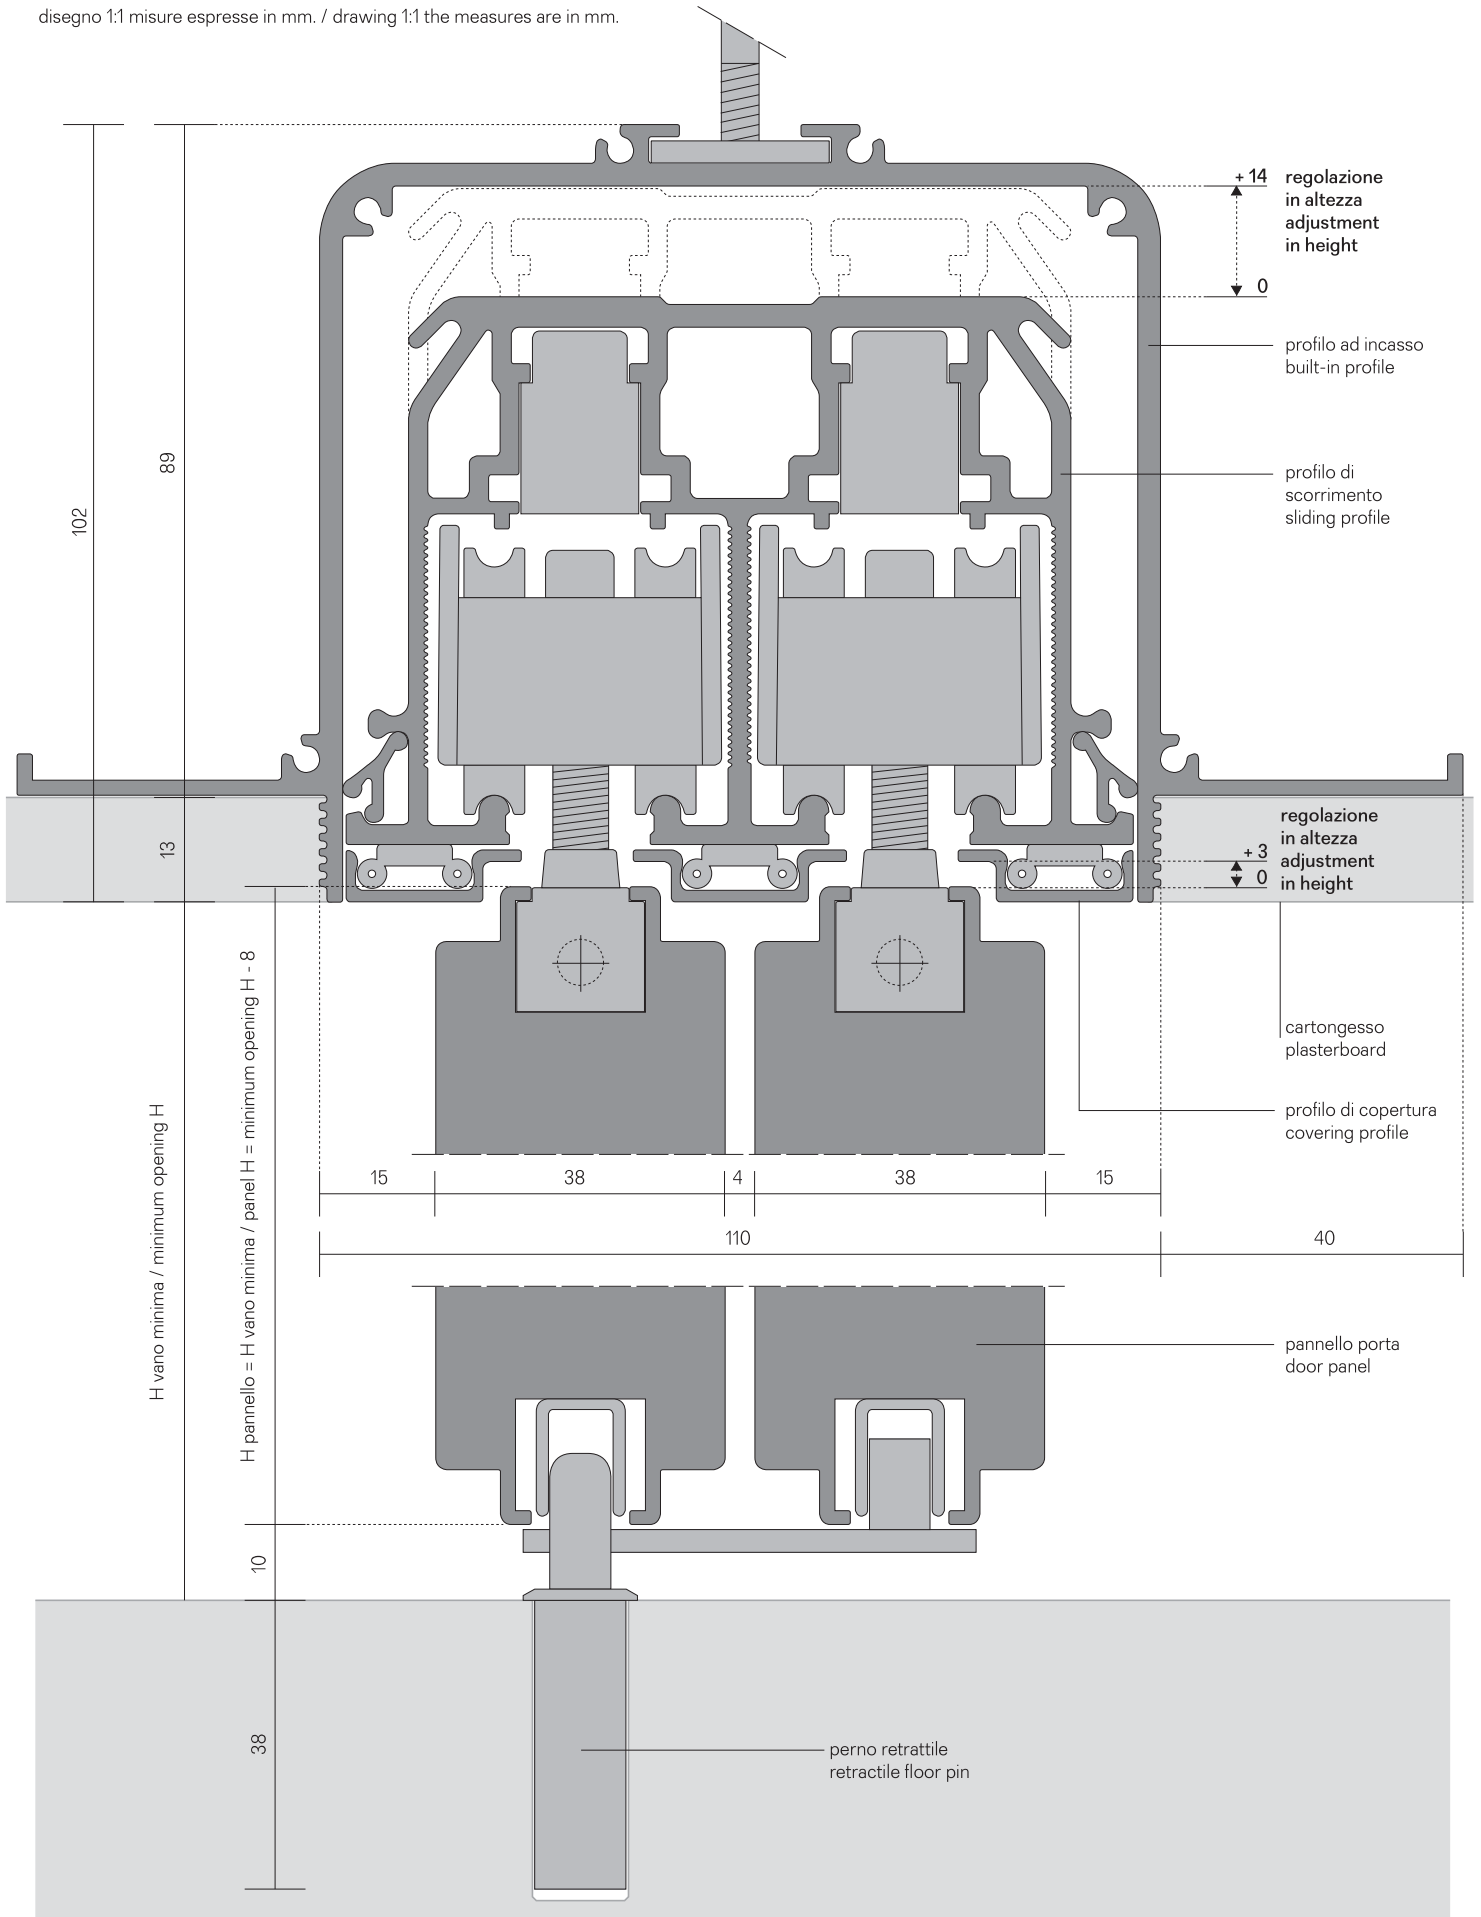 disegno 1:1 misure espresse in mm. / drawing 1:1 the measures are in mm.
+ 14
regolazione
in altezza
adjustment
in height
0
profilo ad incasso
built-in profile
89
profilo di
scorrimento
sliding profile
102
regolazione
in altezza
adjustment
in height
+ 3
0
13
cartongesso
plasterboard
profilo di copertura
covering profile
H vano minima / minimum opening H
H pannello = H vano minima / panel H = minimum opening H - 8
15
38
4
38
15
110
40
pannello porta
door panel
10
38
perno retrattile
retractile floor pin